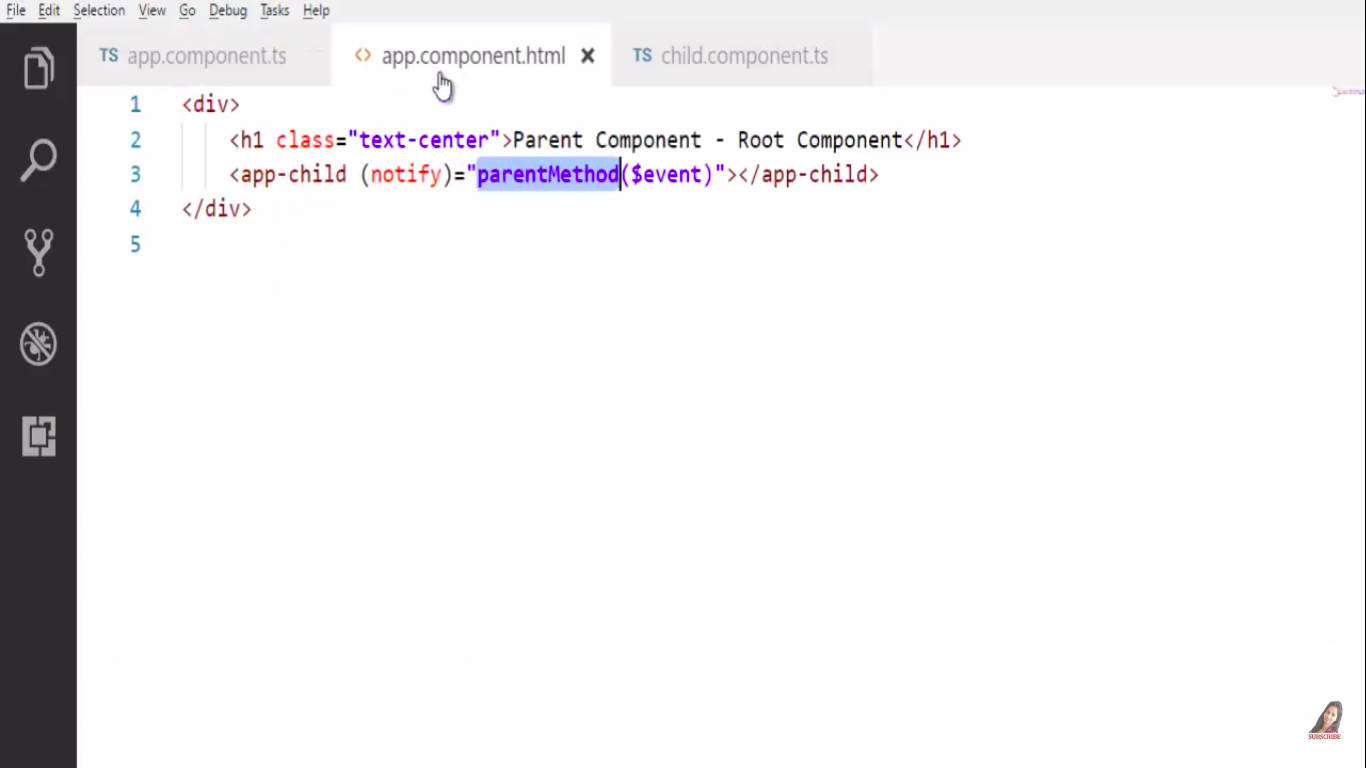 File Edit Selection View Go Debug Tasks Help
TS app.component.ts <> app.component.html × TS child.component.ts
1 <div>
2 <h1 class="text-center">Parent Component - Root Component</h1>
3 <app-child (notify)="parentMethod($event)"></app-child>
4 </div>
5
SUBSCRIBE